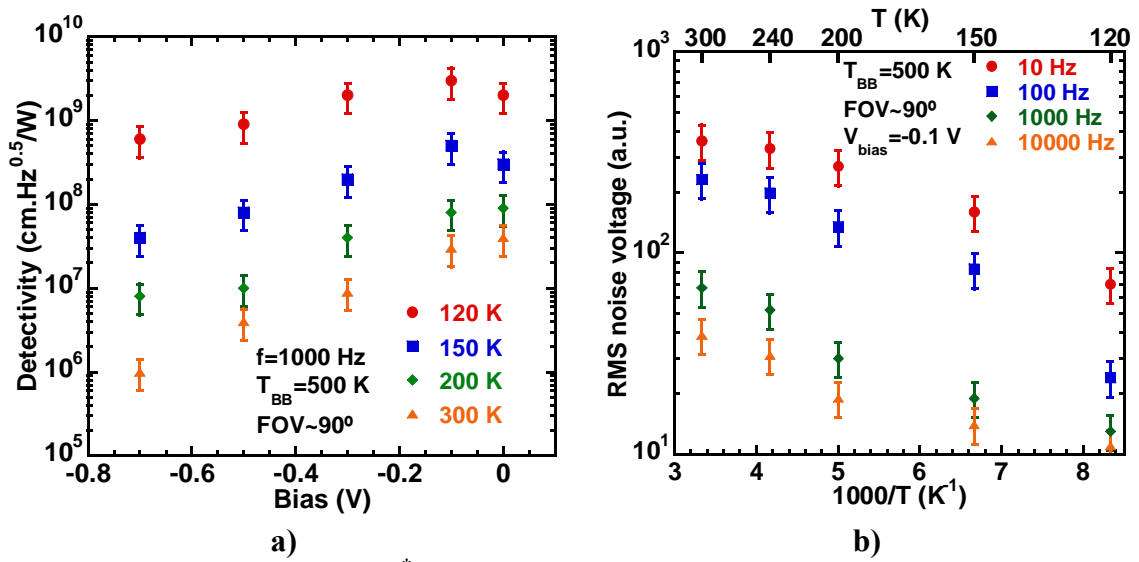 10^10
10^9
10^8
10^7
10^6
10^5
Detectivity (cm.Hz^0.5/W)
120 K
150 K
200 K
300 K
f=1000 Hz
T_BB=500 K
FOV~90º
-0.8 -0.6 -0.4 -0.2 0
Bias (V)
a)
*
T (K)
300 240 200 150 120
10^3
10^2
10^1
RMS noise voltage (a.u.)
T_BB=500 K
FOV~90º
V_bias=-0.1 V
10 Hz
100 Hz
1000 Hz
10000 Hz
3 4 5 6 7 8
1000/T (K^-1)
b)